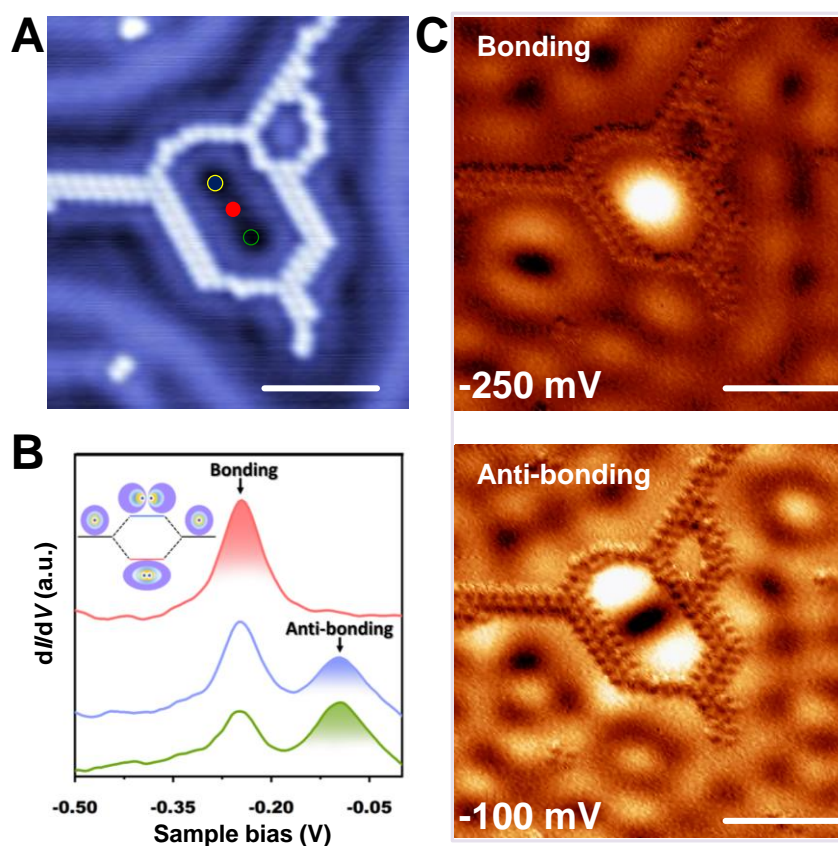 A
C
Bonding
-250 mV
B
Bonding
Anti-bonding
dI/dV (a.u.)
-0.50
-0.35
-0.20
-0.05
Sample bias (V)
Anti-bonding
-100 mV